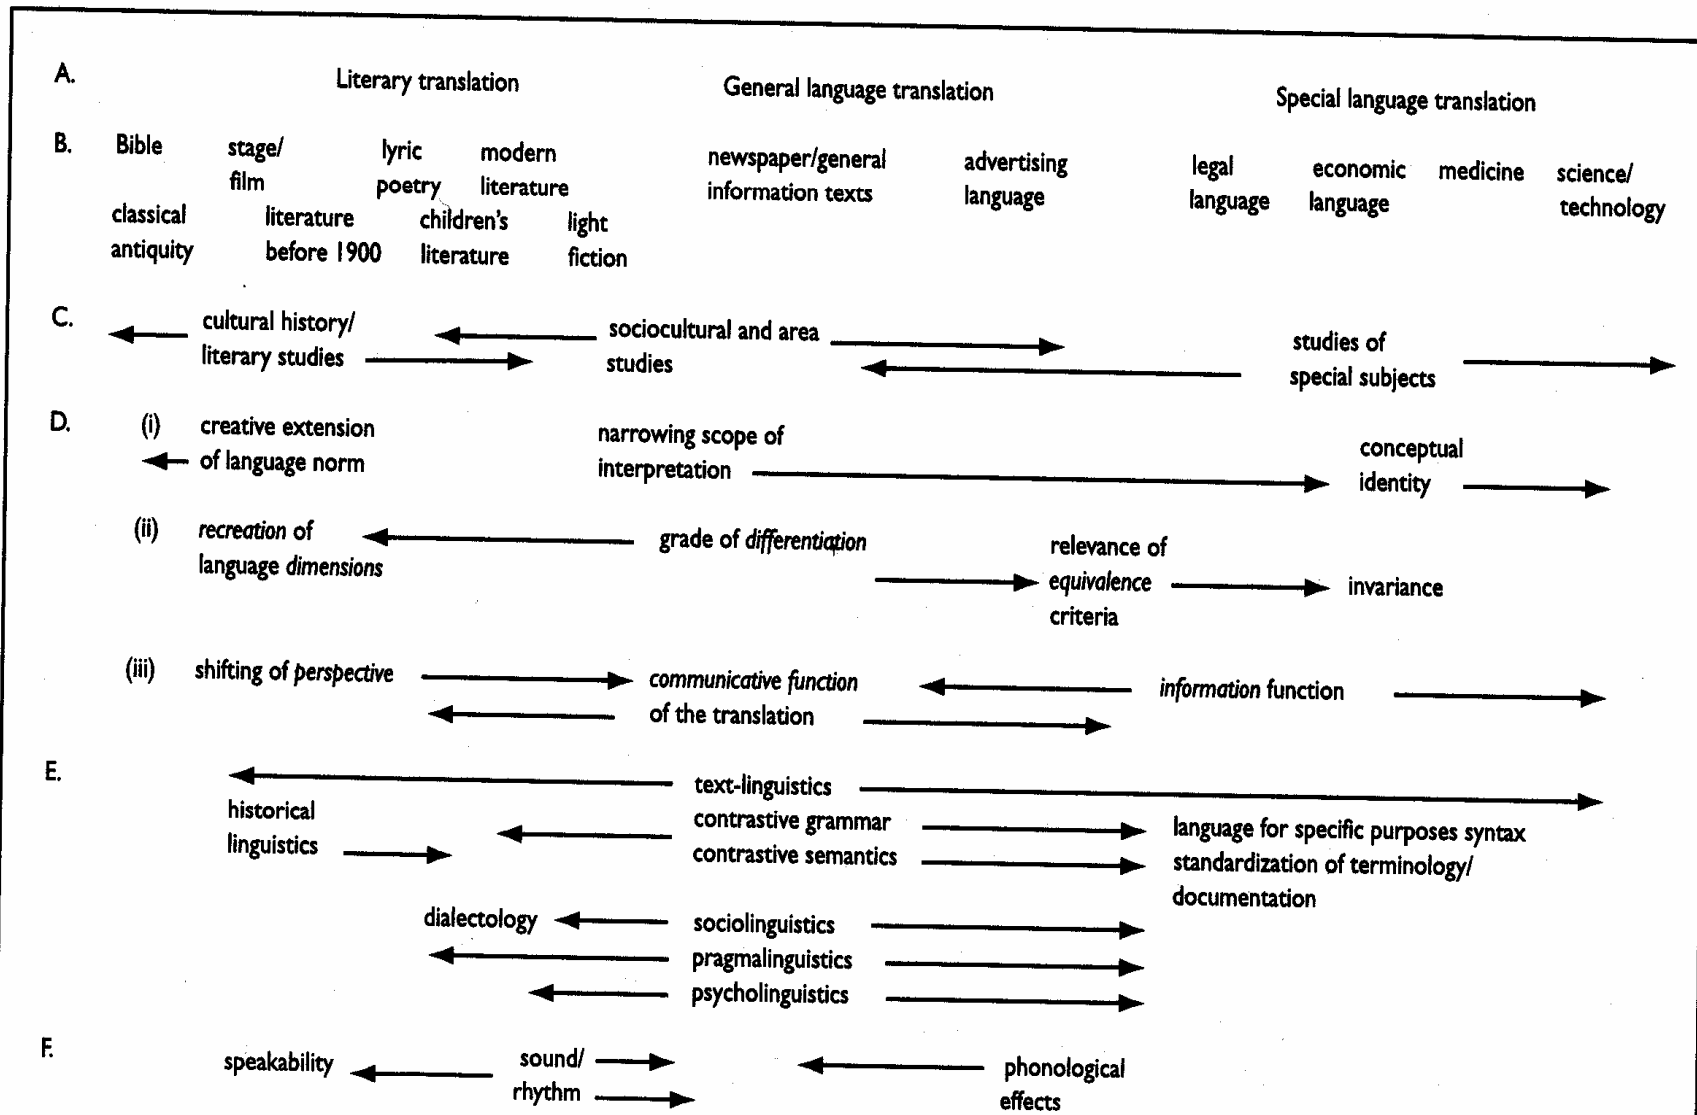 A. Literary translation General language translation Special language translation
B. Bible stage/ lyric modern newspaper/general advertising legal economic medicine science/
film poetry literature information texts language language language technology
classical literature children's light
antiquity before 1900 literature fiction
C. cultural history/ sociocultural and area studies of
literary studies studies special subjects
D. (i) creative extension narrowing scope of conceptual
of language norm interpretation identity
(ii) recreation of grade of differentiation relevance of
language dimensions equivalence invariance
criteria
(iii) shifting of perspective communicative function information function
of the translation
E. text-linguistics
historical contrastive grammar language for specific purposes syntax
linguistics contrastive semantics standardization of terminology/
documentation
dialectology sociolinguistics
pragmalinguistics
psycholinguistics
F. speakability sound/ phonological
rhythm effects